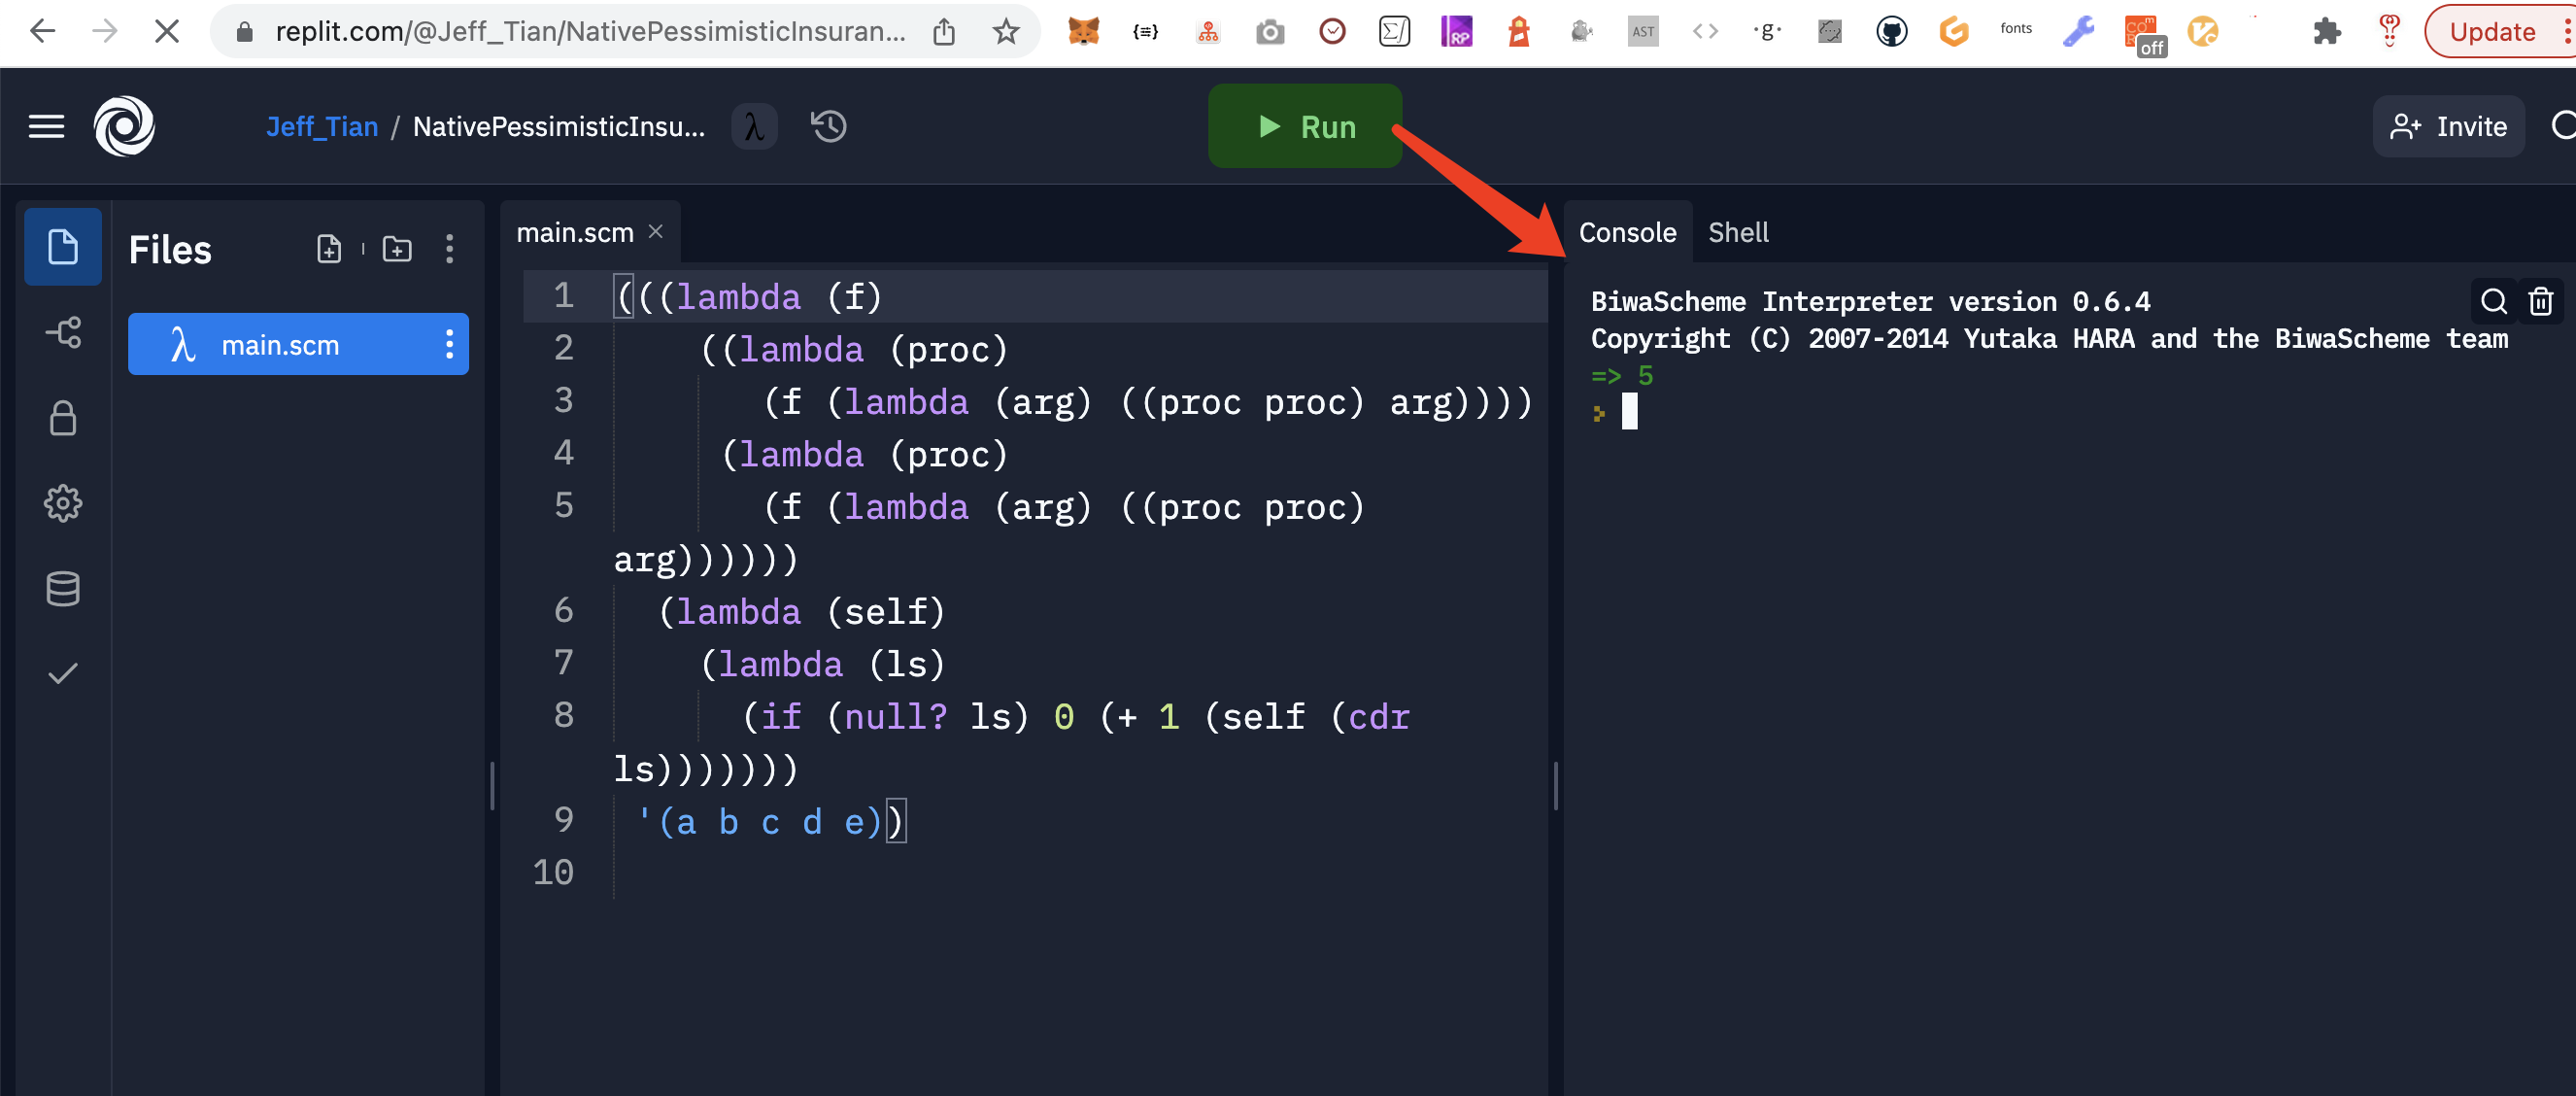 replit.com/@Jeff_Tian/NativePessimisticInsuran...
{≡}
Σ∫
RP
AST
<>
·g·
fonts
off
Update
Jeff_Tian / NativePessimisticInsu...
λ
Run
Invite
Files
main.scm
Console
Shell
λ main.scm
1 (((lambda (f)
2 ((lambda (proc)
3 (f (lambda (arg) ((proc proc) arg))))
4 (lambda (proc)
5 (f (lambda (arg) ((proc proc)
arg))))))
6 (lambda (self)
7 (lambda (ls)
8 (if (null? ls) 0 (+ 1 (self (cdr
ls)))))))
9 '(a b c d e))
10
BiwaScheme Interpreter version 0.6.4
Copyright (C) 2007-2014 Yutaka HARA and the BiwaScheme team
=> 5